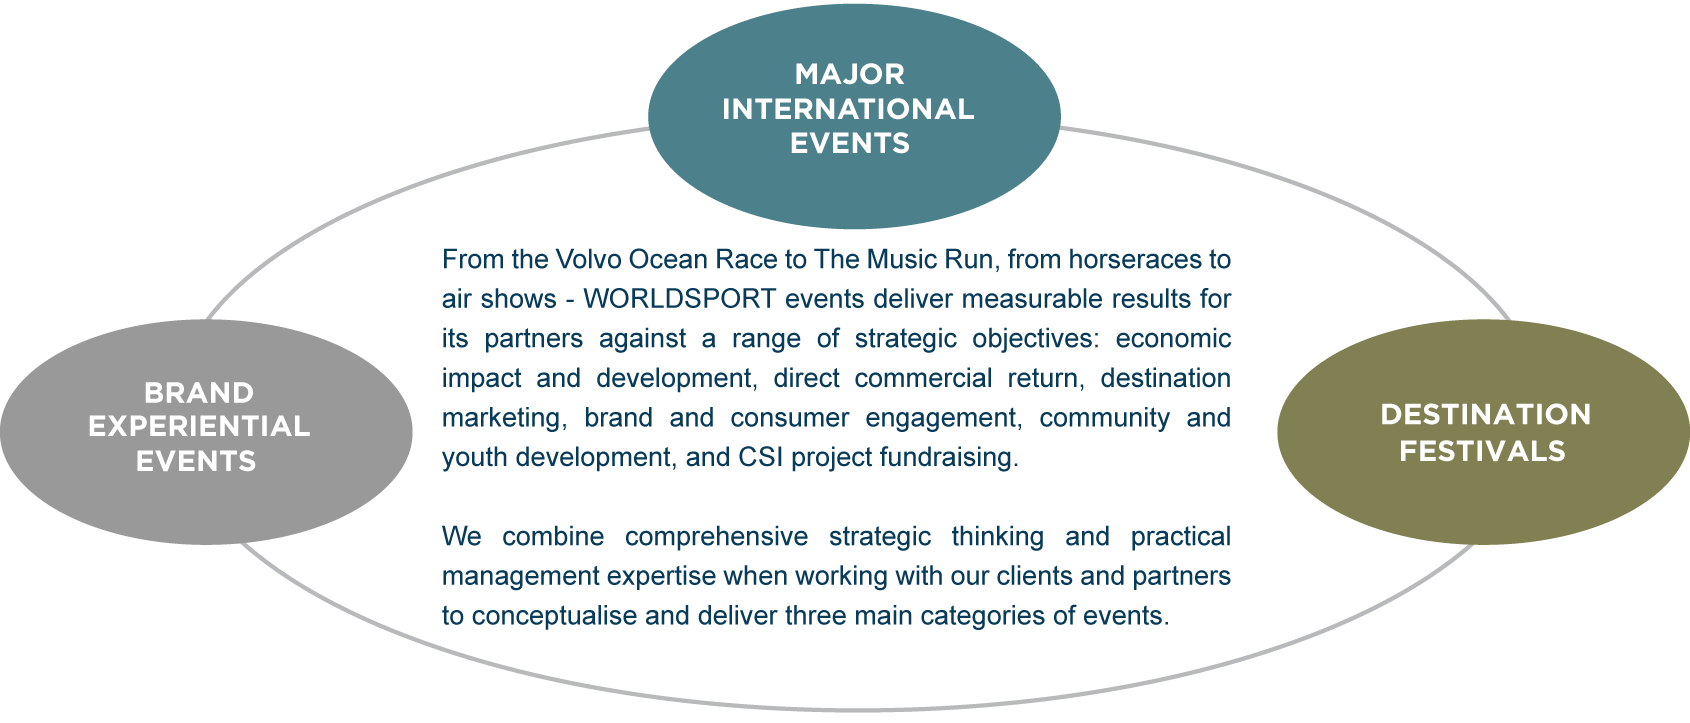 MAJOR
INTERNATIONAL
EVENTS
From the Volvo Ocean Race to The Music Run, from horseraces to
air shows - WORLDSPORT events deliver measurable results for
its partners against a range of strategic objectives: economic
impact and development, direct commercial return, destination
marketing, brand and consumer engagement, community and
youth development, and CSI project fundraising.
We combine comprehensive strategic thinking and practical
management expertise when working with our clients and partners
to conceptualise and deliver three main categories of events.
BRAND
EXPERIENTIAL
EVENTS
DESTINATION
FESTIVALS